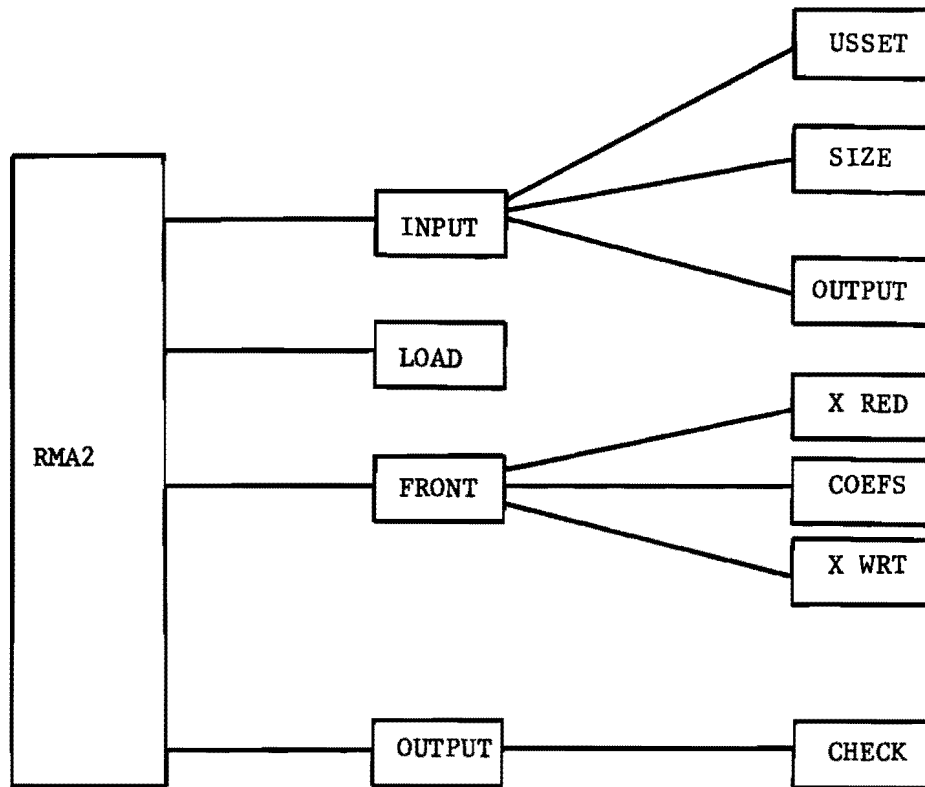 USSET
SIZE
INPUT
OUTPUT
LOAD
X RED
RMA2
FRONT
COEFS
X WRT
OUTPUT
CHECK